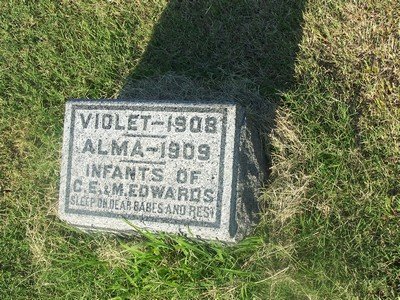 VIOLET-1908
ALMA-1909
INFANTS OF
C.E. & M. EDWARDS
SLEEP ON DEAR BABES AND REST